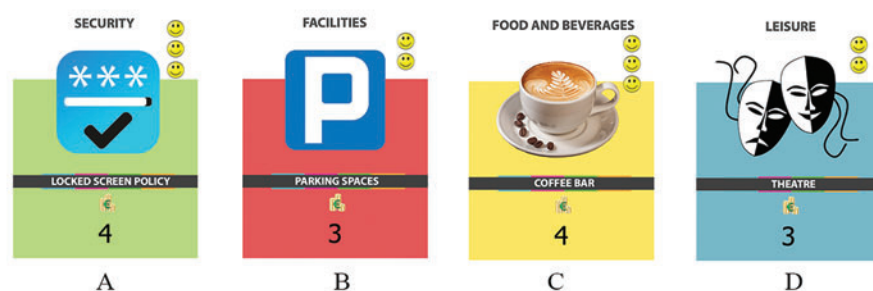 SECURITY
FACILITIES
FOOD AND BEVERAGES
LEISURE
***
P
LOCKED SCREEN POLICY
PARKING SPACES
COFFEE BAR
THEATRE
€
€
€
€
4
3
4
3
A
B
C
D